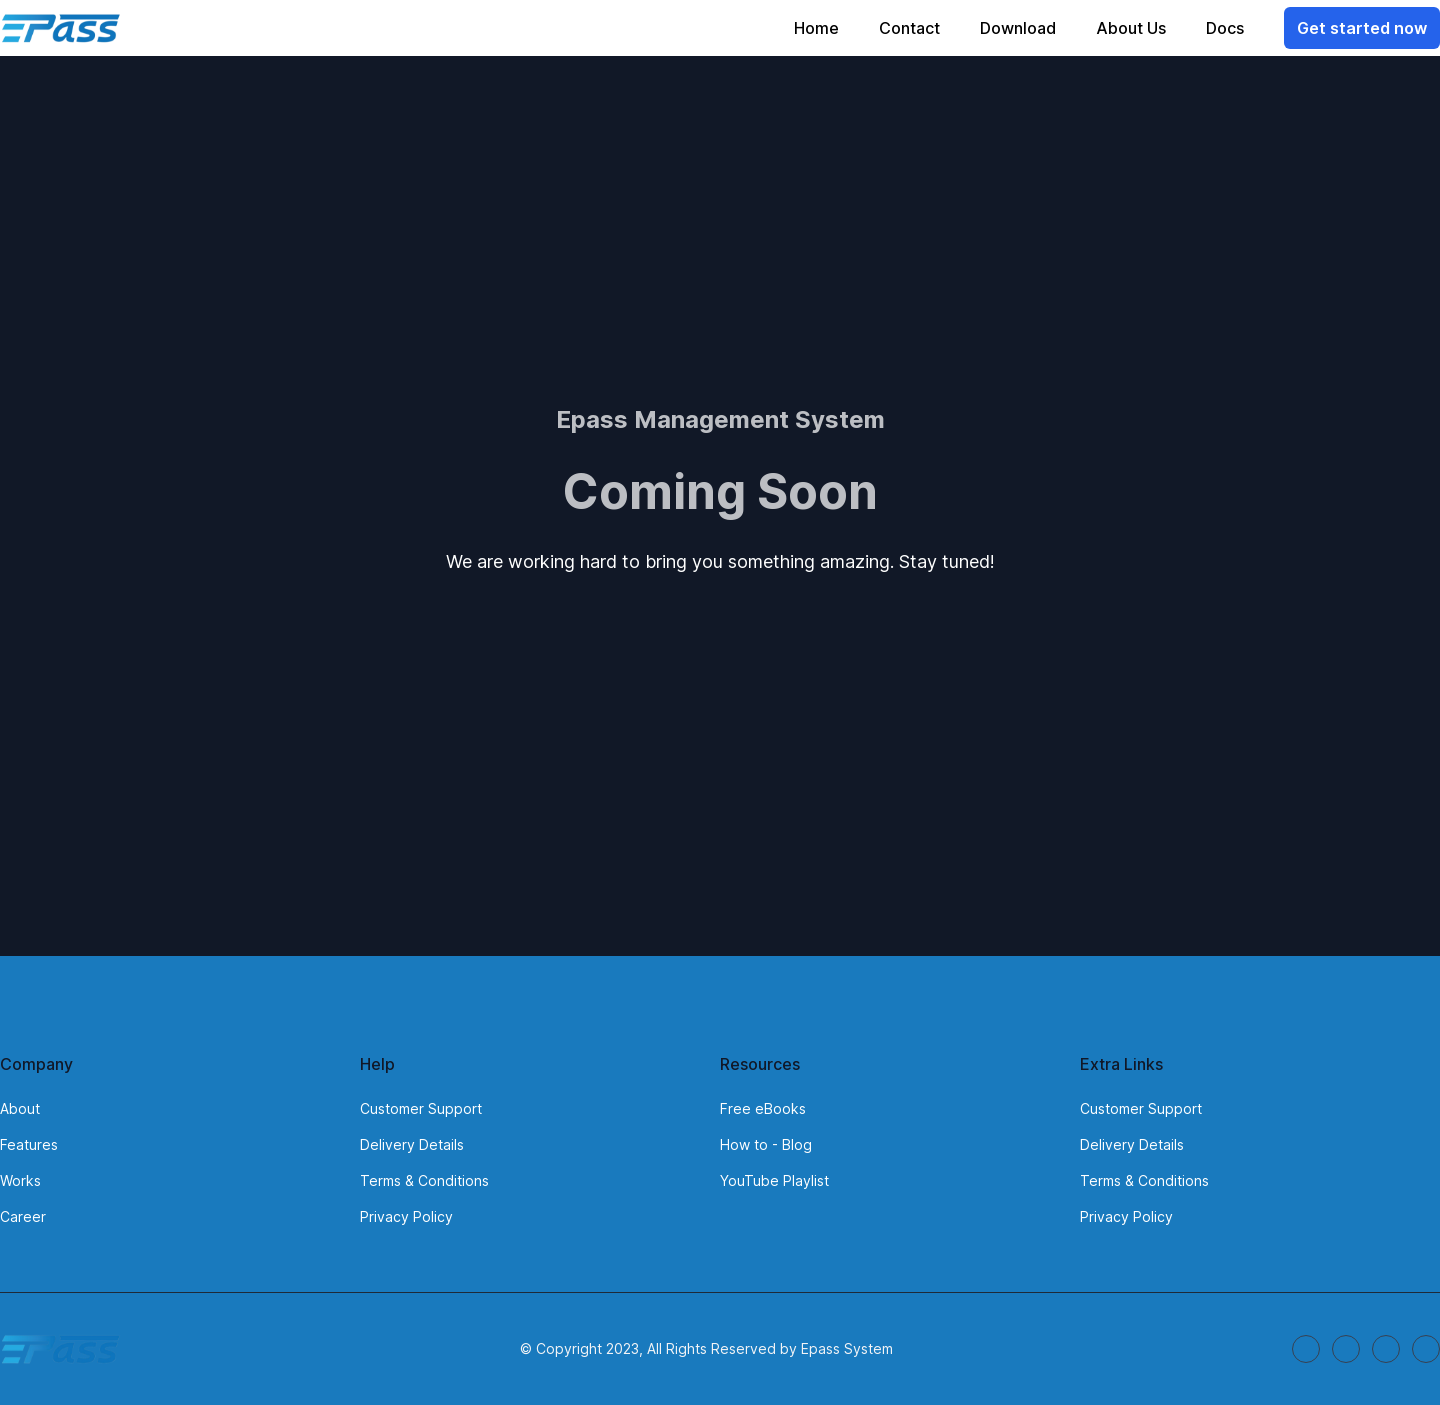 EPass
Home Contact Download About Us Docs Get started now
Epass Management System
Coming Soon
We are working hard to bring you something amazing. Stay tuned!
Company
About
Features
Works
Career
Help
Customer Support
Delivery Details
Terms & Conditions
Privacy Policy
Resources
Free eBooks
How to - Blog
YouTube Playlist
Extra Links
Customer Support
Delivery Details
Terms & Conditions
Privacy Policy
EPass
© Copyright 2023, All Rights Reserved by Epass System